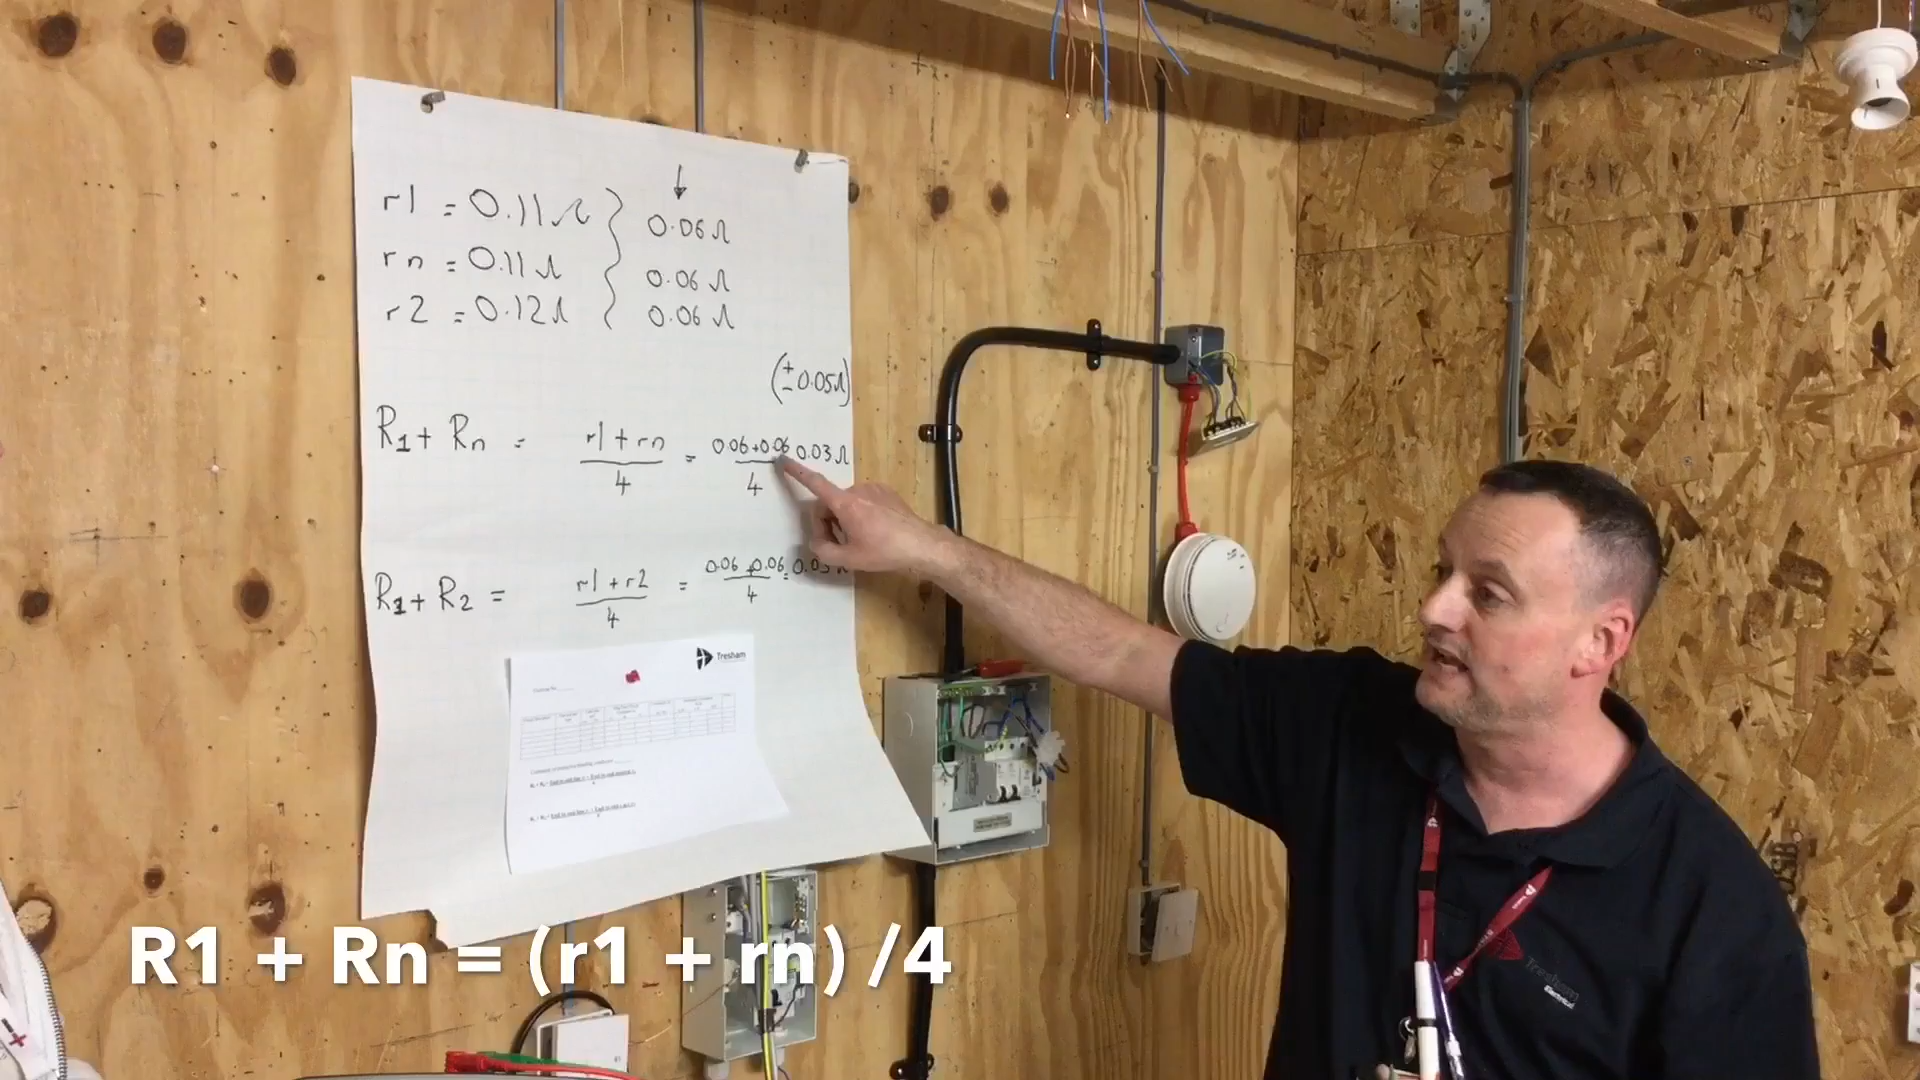 r1 = 0.11Ω } 0.06Ω
rn = 0.11Ω 0.06Ω
r2 = 0.12Ω 0.06Ω
(± 0.05Ω)
R1 + Rn = r1 + rn / 4 = 0.06+0.06 / 4 0.03Ω
R1 + R2 = r1 + r2 / 4 = 0.06+0.06 / 4 =
Tresham
R1 + Rn = (r1 + rn) /4
Tresham
Electrical